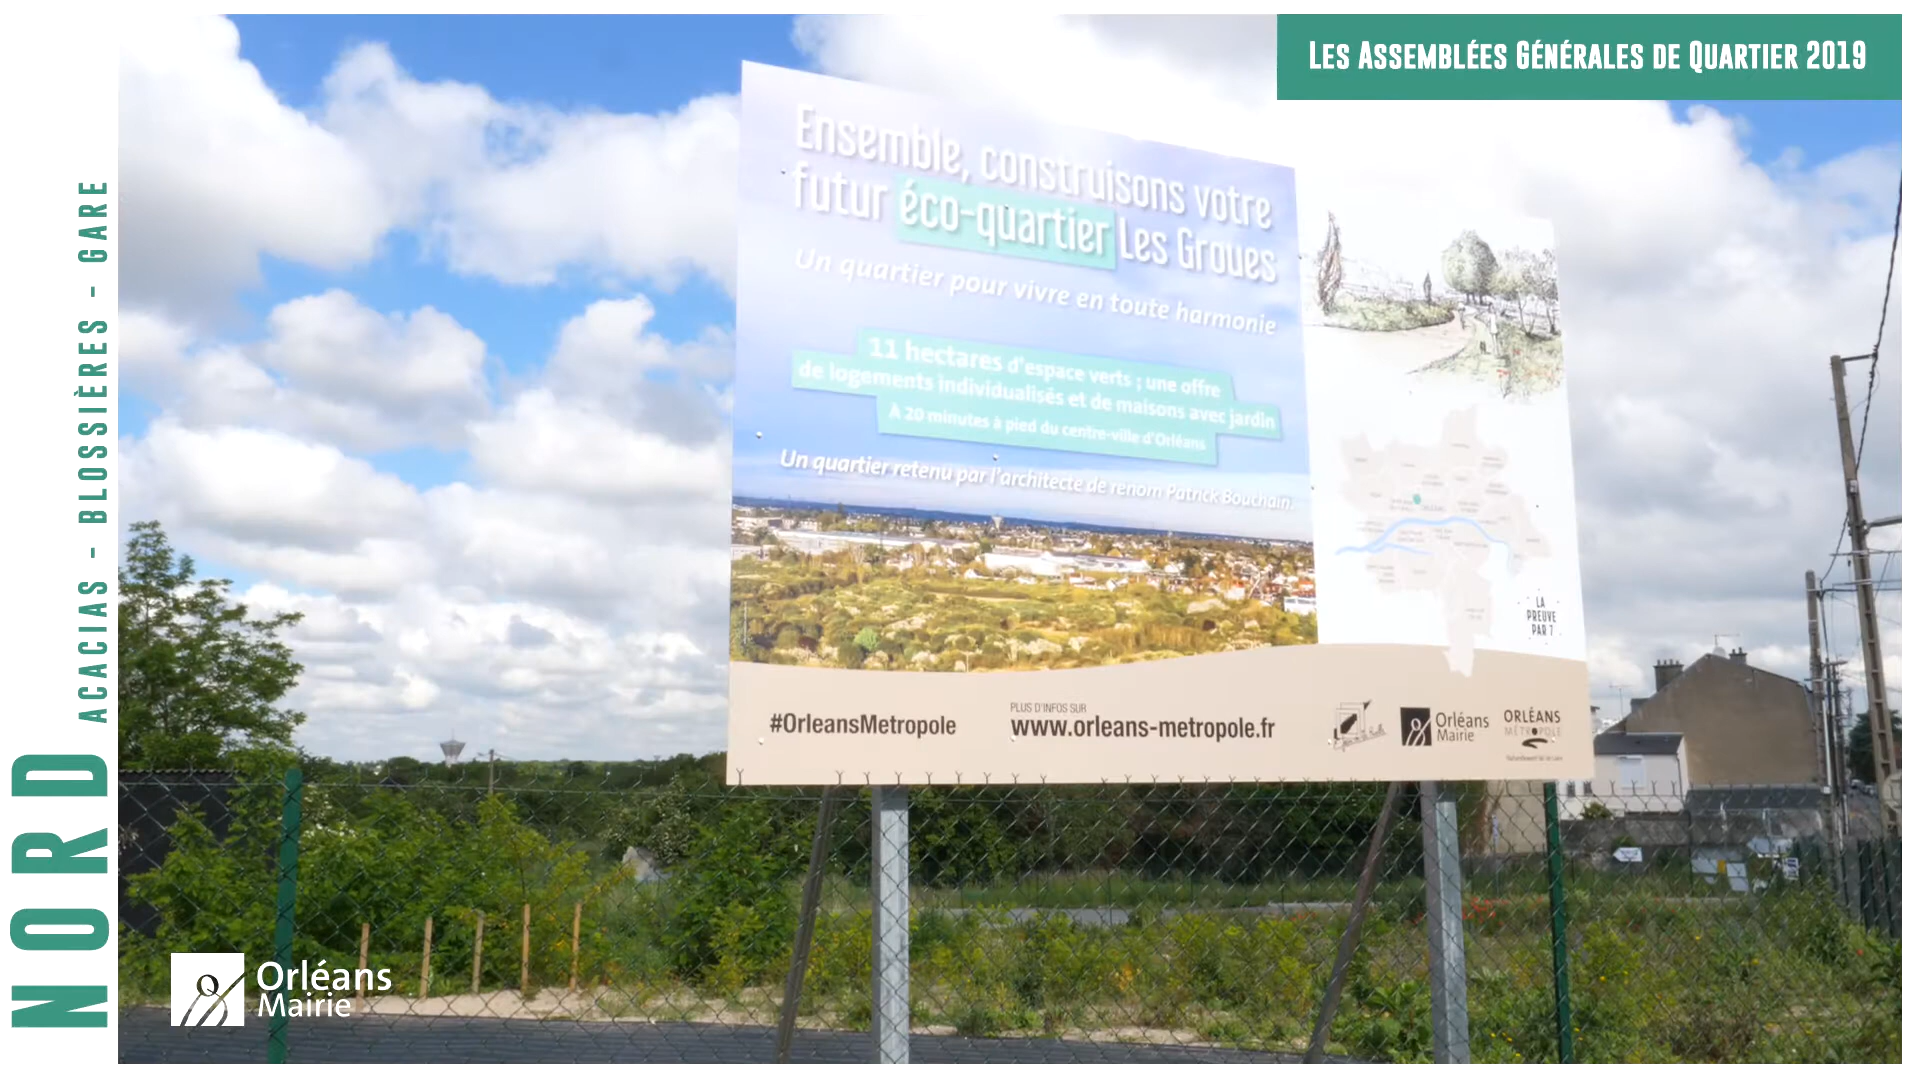 Les Assemblées Générales de Quartier 2019
NORD ACACIAS - BLOSSIÈRES - GARE
Ensemble, construisons votre
futur éco-quartier Les Groues
Un quartier pour vivre en toute harmonie
11 hectares d'espace verts ; une offre
de logements individualisés et de maisons avec jardin
À 20 minutes à pied du centre-ville d'Orléans
Un quartier retenu par l'architecte de renom Patrick Bouchain.
LA
PREUVE
PAR 7
#OrleansMetropole
PLUS D'INFOS SUR
www.orleans-metropole.fr
Orléans
Mairie
ORLÉANS
MÉTROPOLE
Orléans
Mairie